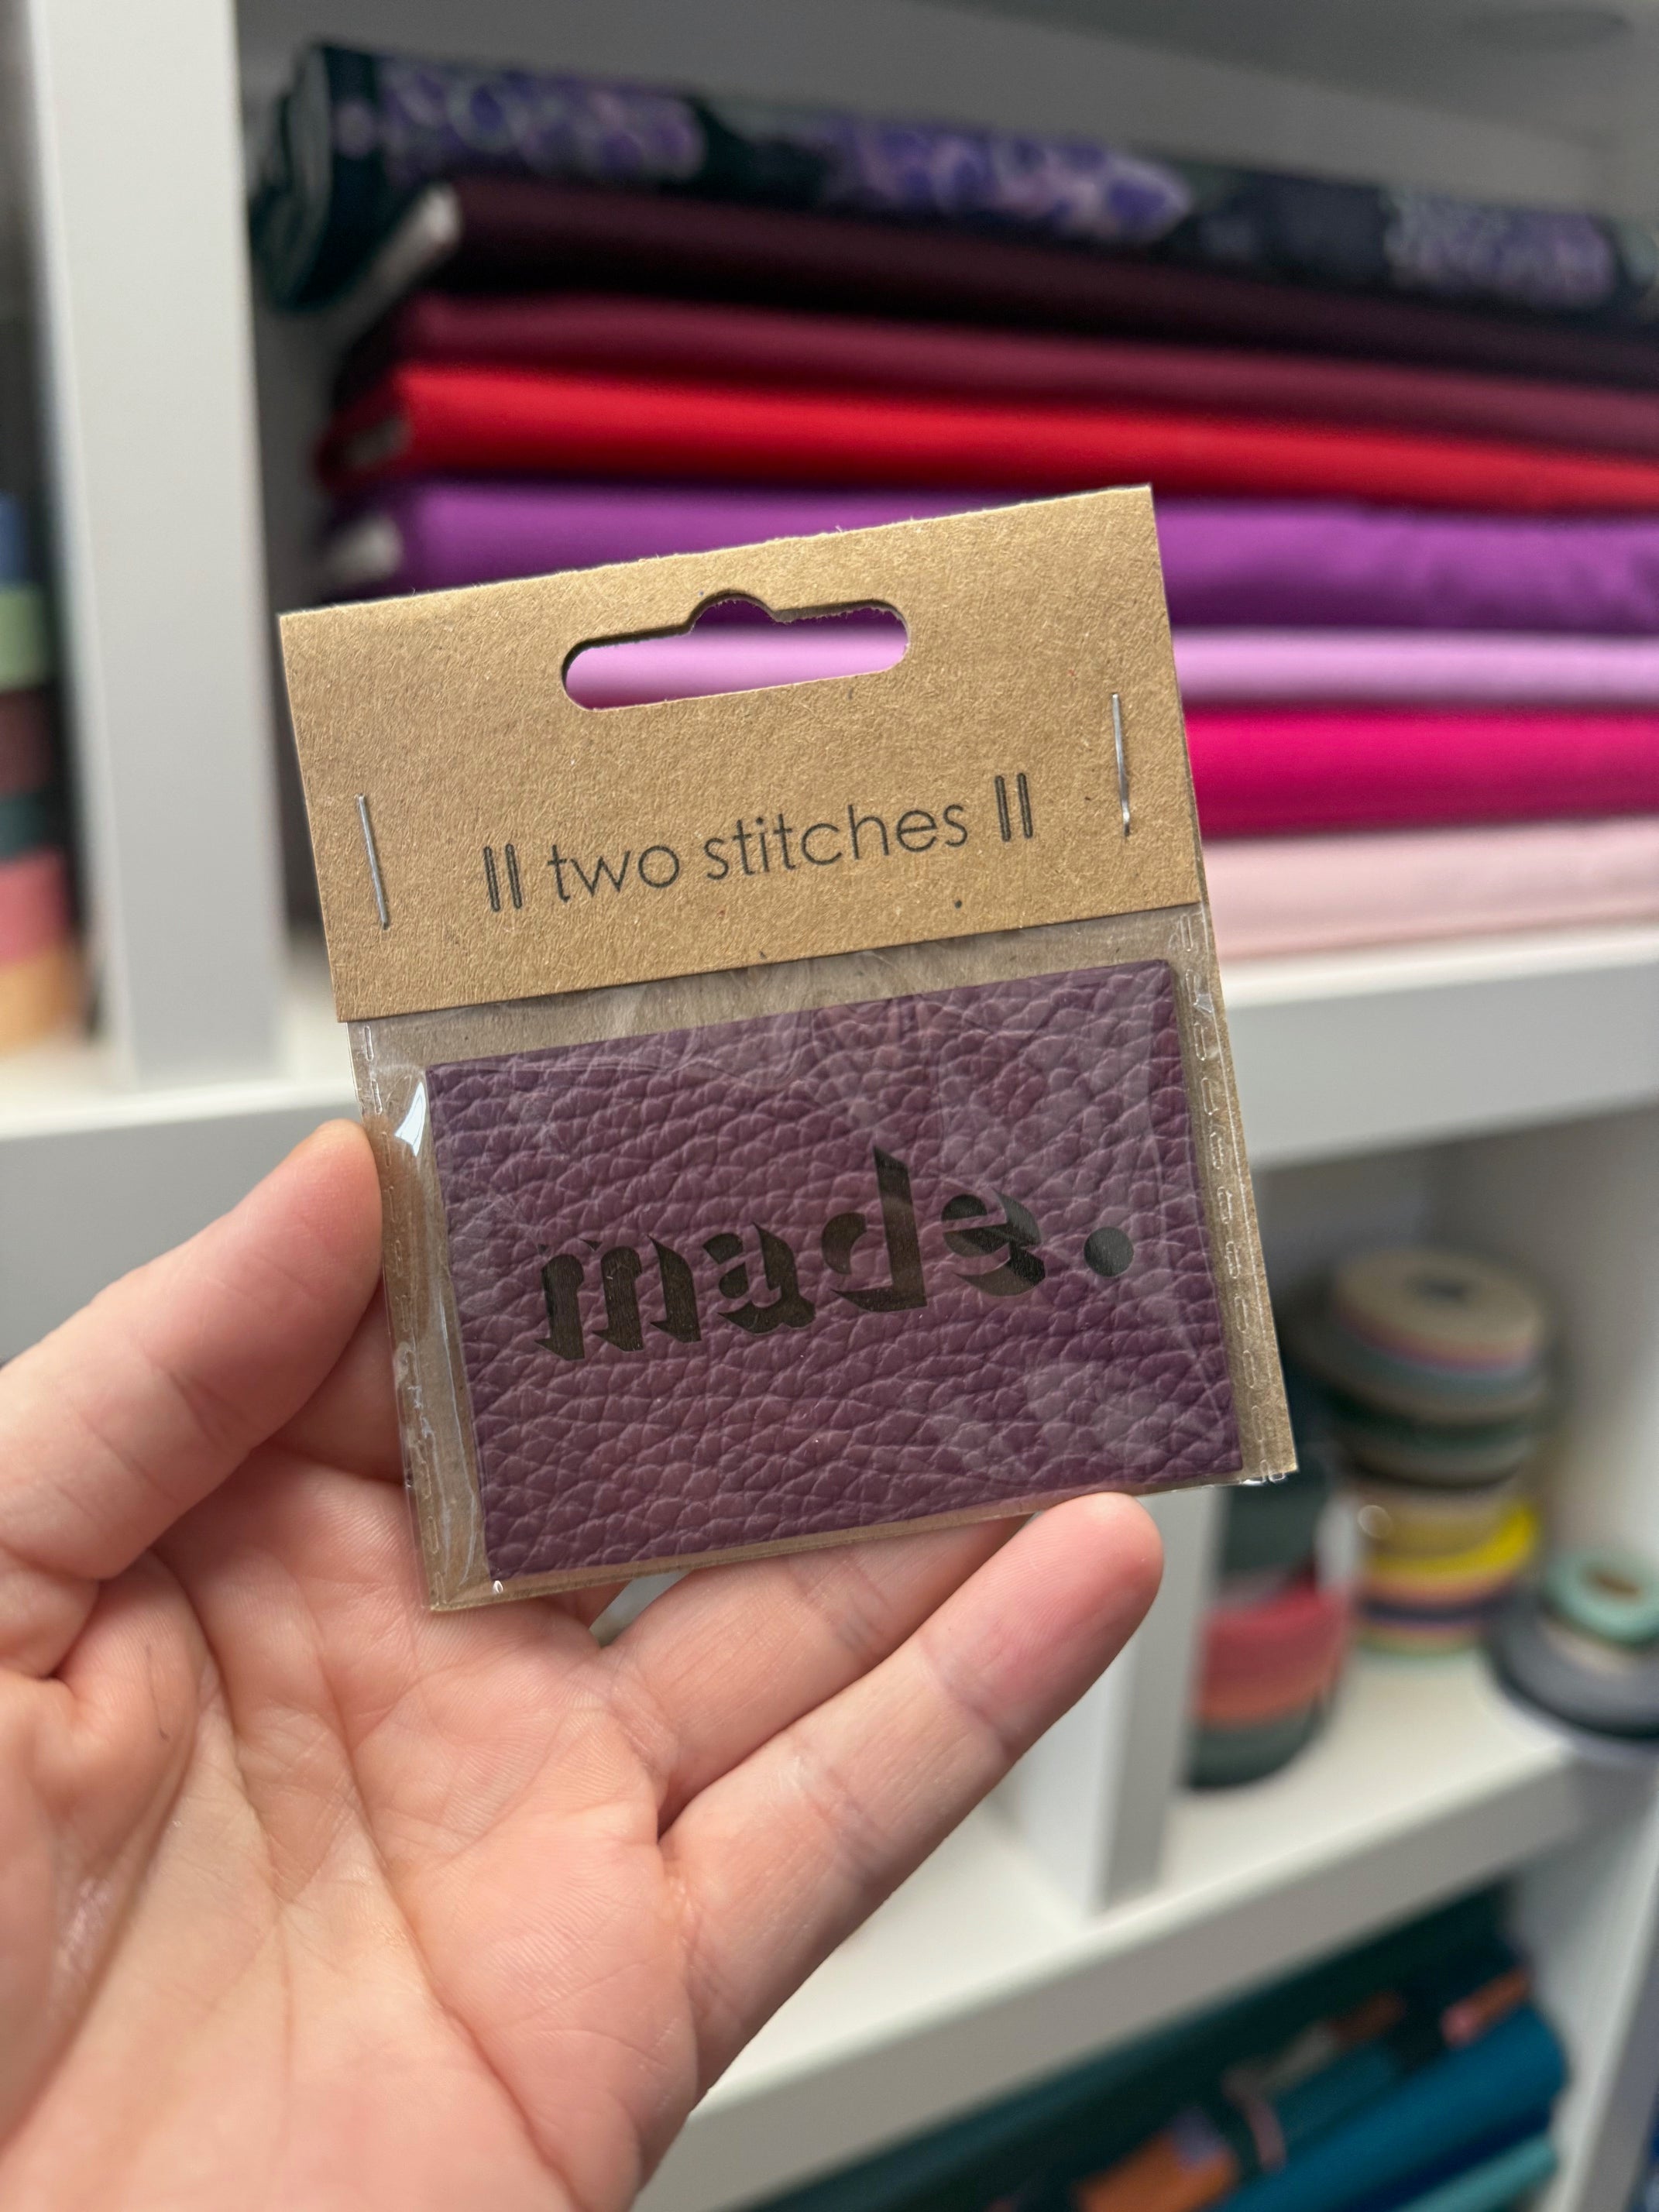 || two stitches ||
made.